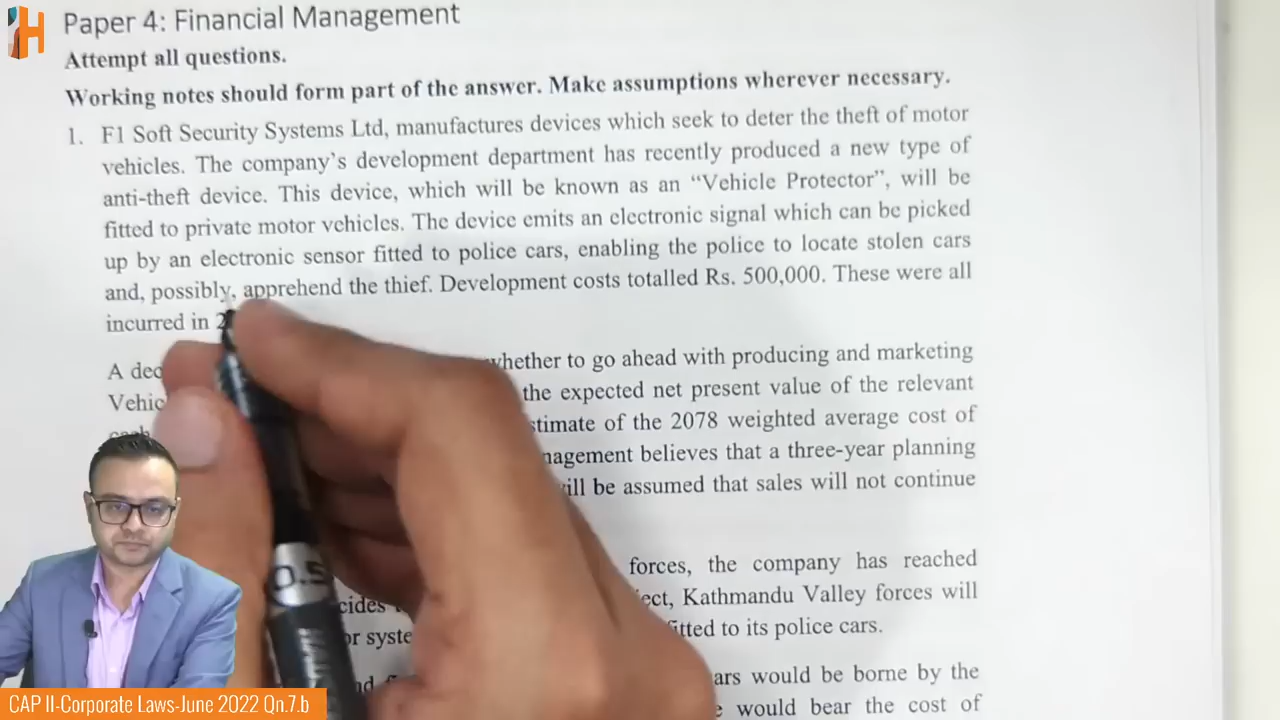 H
Paper 4: Financial Management
Attempt all questions.
Working notes should form part of the answer. Make assumptions wherever necessary.
1. F1 Soft Security Systems Ltd, manufactures devices which seek to deter the theft of motor
vehicles. The company's development department has recently produced a new type of
anti-theft device. This device, which will be known as an “Vehicle Protector”, will be
fitted to private motor vehicles. The device emits an electronic signal which can be picked
up by an electronic sensor fitted to police cars, enabling the police to locate stolen cars
and, possibly, apprehend the thief. Development costs totalled Rs. 500,000. These were all
incurred in 2
A whether to go ahead with producing and marketing
the expected net present value of the relevant
of the 2078 weighted average cost of
believes that a three-year planning
be assumed that sales will not continue
forces, the company has reached
Kathmandu Valley forces will
to its police cars.
would be borne by the
would bear the cost of
0.5
CAP II-Corporate Laws-June 2022 Qn.7.b